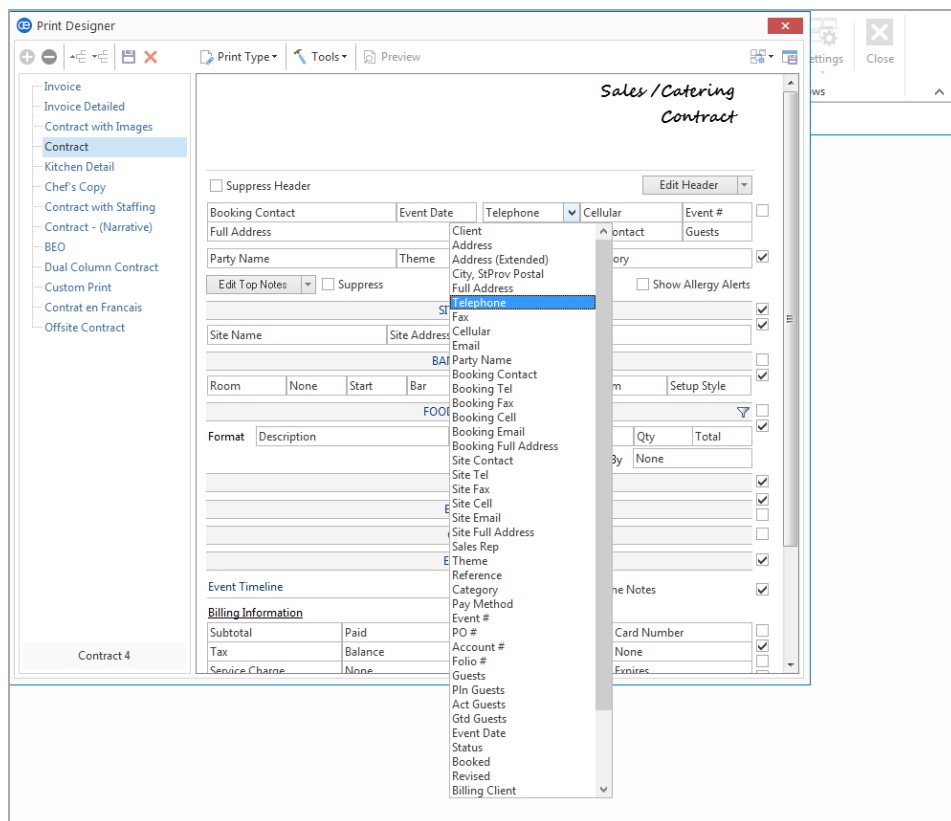 Print Designer
Print Type Tools Preview
ettings Close
ws
Invoice
Invoice Detailed
Contract with Images
Contract
Kitchen Detail
Chef's Copy
Contract with Staffing
Contract - (Narrative)
BEO
Dual Column Contract
Custom Print
Contrat en Francais
Offsite Contract
Contract 4
Sales / Catering
Contract
Suppress Header Edit Header
Booking Contact Event Date Telephone Cellular Event #
Full Address ontact Guests
Party Name Theme ory
Edit Top Notes Suppress Show Allergy Alerts
SI
Site Name Site Address
BA
Room None Start Bar m Setup Style
FOO
Format Description Qty Total
By None
E
E
Event Timeline ne Notes
Billing Information
Subtotal Paid Card Number
Tax Balance None
Service Charge None Expires
Client
Address
Address (Extended)
City, StProv Postal
Full Address
Telephone
Fax
Cellular
Email
Party Name
Booking Contact
Booking Tel
Booking Fax
Booking Cell
Booking Email
Booking Full Address
Site Contact
Site Tel
Site Fax
Site Cell
Site Email
Site Full Address
Sales Rep
Theme
Reference
Category
Pay Method
Event #
PO #
Account #
Folio #
Guests
Pln Guests
Act Guests
Gtd Guests
Event Date
Status
Booked
Revised
Billing Client